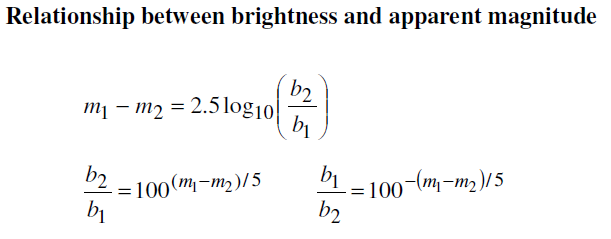 Relationship between brightness and apparent magnitude
m₁ − m₂ = 2.5 log₁₀(b₂/b₁)
b₂/b₁ = 100^(m₁−m₂)/5    b₁/b₂ = 100^−(m₁−m₂)/5